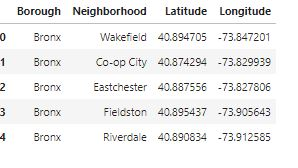 Borough Neighborhood Latitude Longitude
0 Bronx Wakefield 40.894705 -73.847201
1 Bronx Co-op City 40.874294 -73.829939
2 Bronx Eastchester 40.887556 -73.827806
3 Bronx Fieldston 40.895437 -73.905643
4 Bronx Riverdale 40.890834 -73.912585